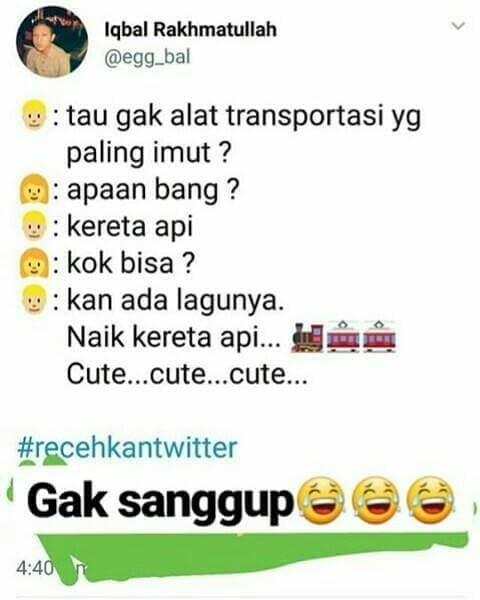 Iqbal Rakhmatullah
@egg_bal
👱🏼: tau gak alat transportasi yg
paling imut ?
👩: apaan bang ?
👱🏼: kereta api
👩: kok bisa ?
👱🏼: kan ada lagunya.
Naik kereta api... 🚂🚋🚋
Cute...cute...cute...
#recehkantwitter
Gak sanggup😂😂😂
4:40